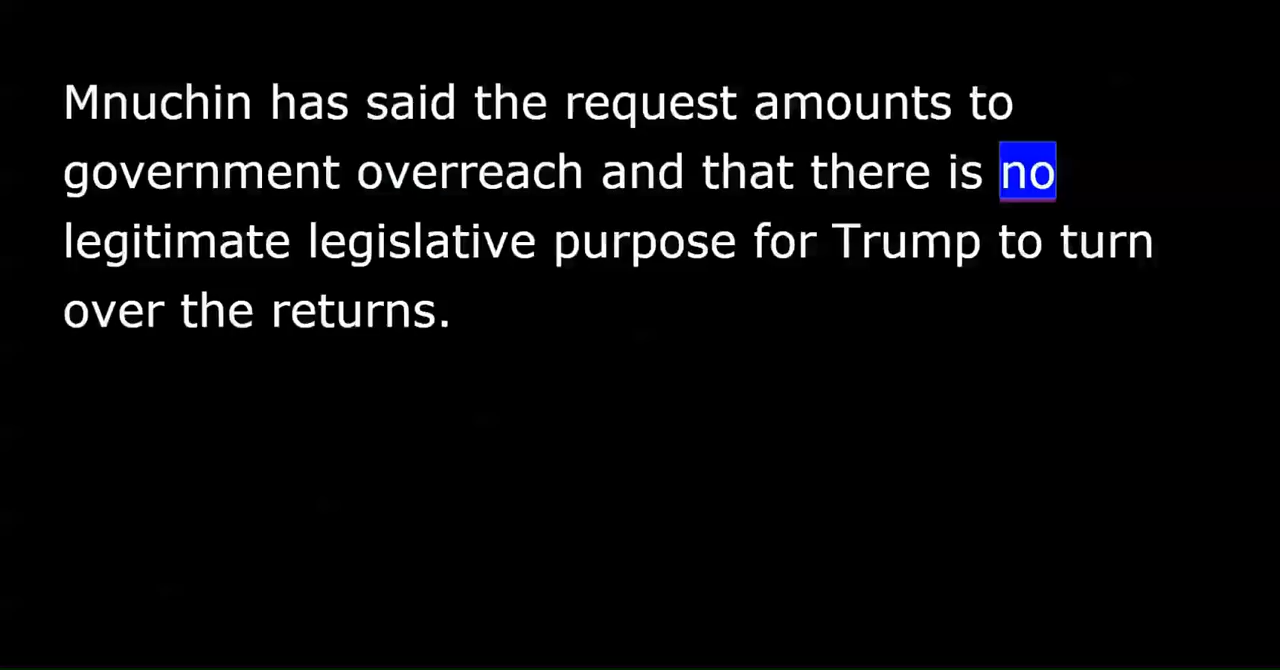 Mnuchin has said the request amounts to
government overreach and that there is no
legitimate legislative purpose for Trump to turn
over the returns.